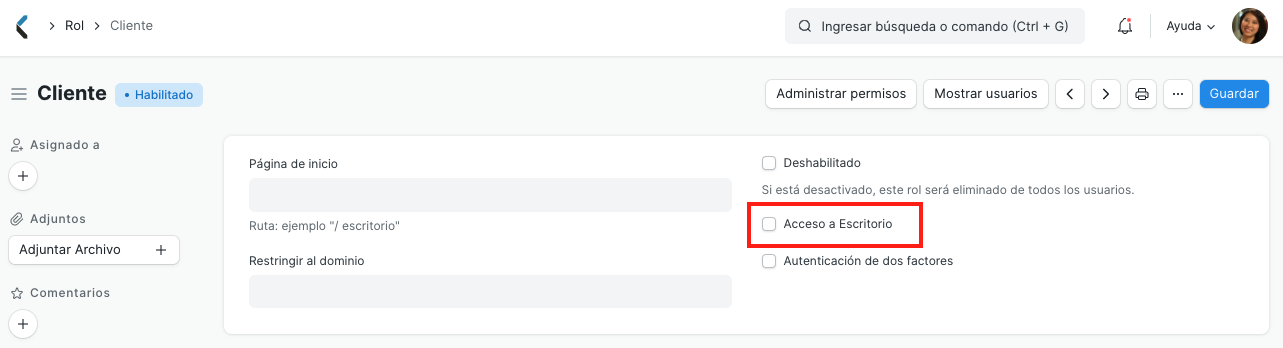 Rol
Cliente
Ingresar búsqueda o comando (Ctrl + G)
Ayuda
Cliente
Habilitado
Administrar permisos
Mostrar usuarios
Guardar
Asignado a
Adjuntos
Adjuntar Archivo
Comentarios
Página de inicio
Ruta: ejemplo "/ escritorio"
Restringir al dominio
Deshabilitado
Si está desactivado, este rol será eliminado de todos los usuarios.
Acceso a Escritorio
Autenticación de dos factores